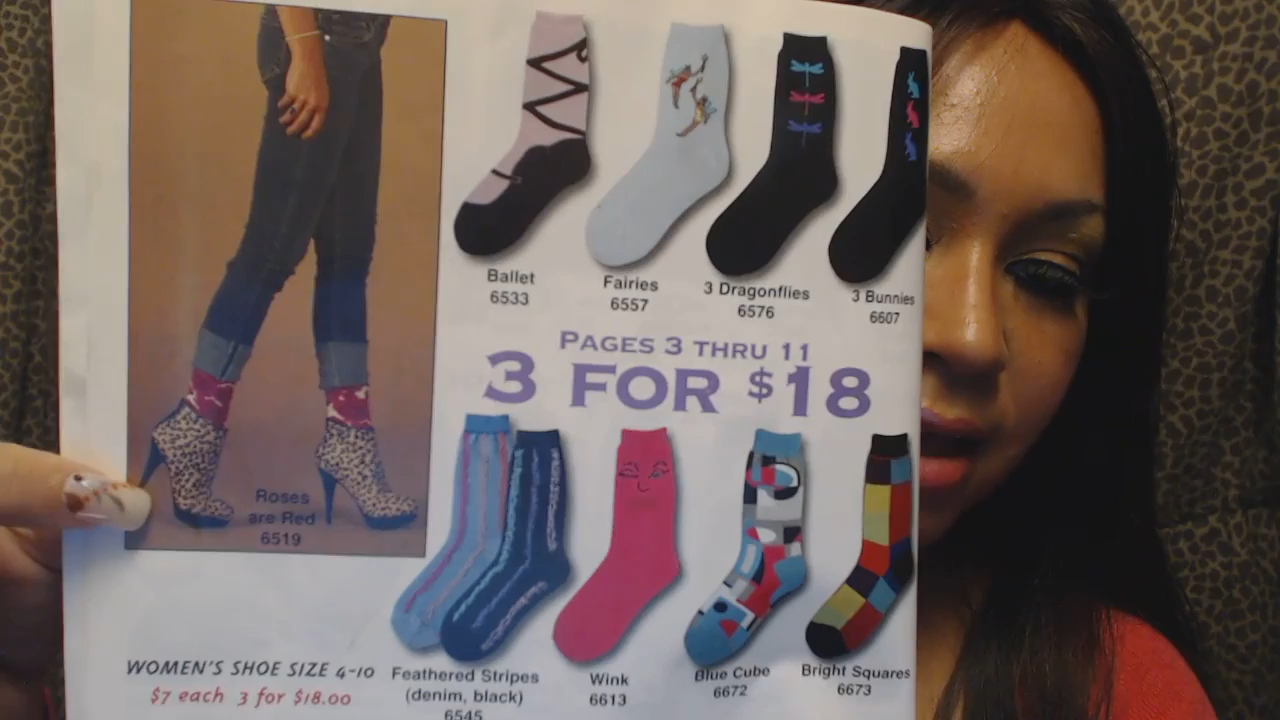 Ballet
6533
Fairies
6557
3 Dragonflies
6576
3 Bunnies
6607
PAGES 3 THRU 11
3 FOR $18
Roses
are Red
6519
WOMEN'S SHOE SIZE 4-10
$7 each 3 for $18.00
Feathered Stripes
(denim, black)
6545
Wink
6613
Blue Cube
6672
Bright Squares
6673